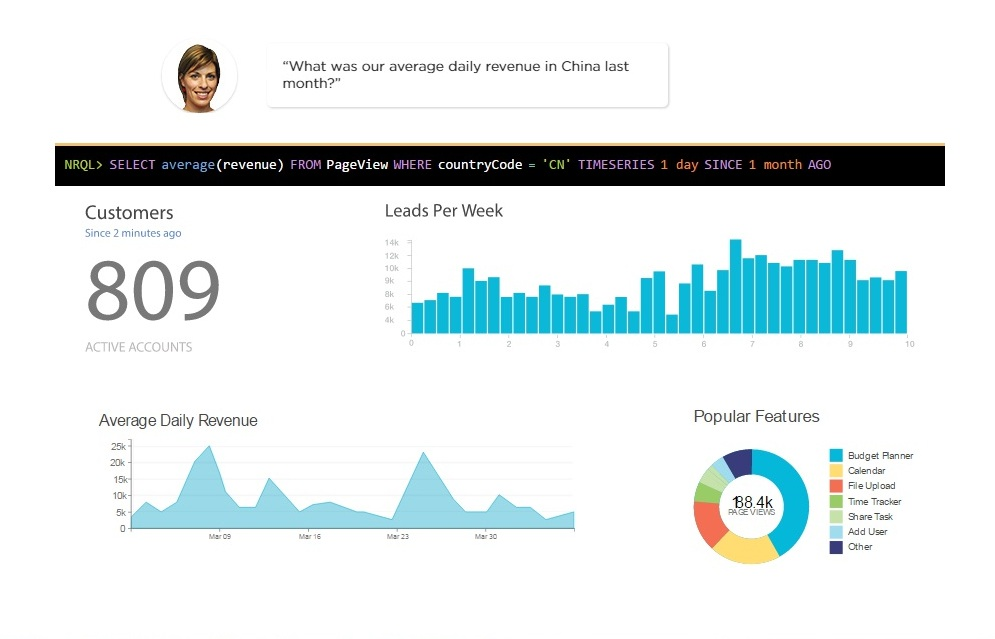 “What was our average daily revenue in China last
month?”
NRQL> SELECT average(revenue) FROM PageView WHERE countryCode = 'CN' TIMESERIES 1 day SINCE 1 month AGO
Customers
Since 2 minutes ago
809
ACTIVE ACCOUNTS
Leads Per Week
14k
12k
10k
9k
8k
6k
4k
0
0 1 2 3 4 5 6 7 8 9 10
Average Daily Revenue
25k
20k
15k
10k
5k
0
Mar 09 Mar 16 Mar 23 Mar 30
Popular Features
188.4k
PAGE VIEWS
Budget Planner
Calendar
File Upload
Time Tracker
Share Task
Add User
Other